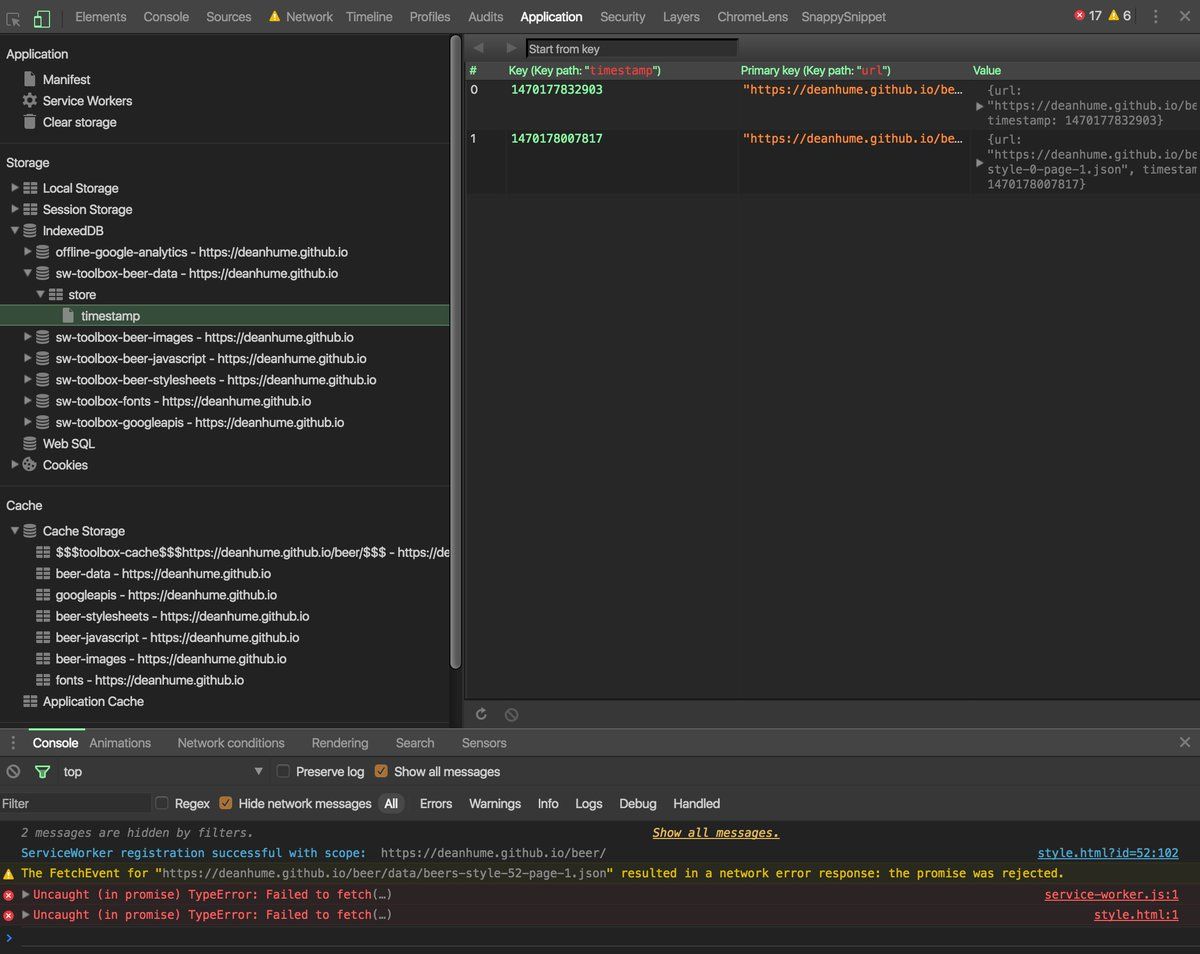 Elements Console Sources Network Timeline Profiles Audits Application Security Layers ChromeLens SnappySnippet 17 6
Application
Manifest
Service Workers
Clear storage
Storage
Local Storage
Session Storage
IndexedDB
offline-google-analytics - https://deanhume.github.io
sw-toolbox-beer-data - https://deanhume.github.io
store
timestamp
sw-toolbox-beer-images - https://deanhume.github.io
sw-toolbox-beer-javascript - https://deanhume.github.io
sw-toolbox-beer-stylesheets - https://deanhume.github.io
sw-toolbox-fonts - https://deanhume.github.io
sw-toolbox-googleapis - https://deanhume.github.io
Web SQL
Cookies
Cache
Cache Storage
$$$toolbox-cache$$$https://deanhume.github.io/beer/$$$ - https://de
beer-data - https://deanhume.github.io
googleapis - https://deanhume.github.io
beer-stylesheets - https://deanhume.github.io
beer-javascript - https://deanhume.github.io
beer-images - https://deanhume.github.io
fonts - https://deanhume.github.io
Application Cache
Start from key
# Key (Key path: "timestamp") Primary key (Key path: "url") Value
0 1470177832903 "https://deanhume.github.io/be… {url:
"https://deanhume.github.io/be
timestamp: 1470177832903}
1 1470178007817 "https://deanhume.github.io/be… {url:
"https://deanhume.github.io/be
style-0-page-1.json", timestam
1470178007817}
Console Animations Network conditions Rendering Search Sensors
top Preserve log Show all messages
Filter Regex Hide network messages All Errors Warnings Info Logs Debug Handled
2 messages are hidden by filters. Show all messages.
ServiceWorker registration successful with scope: https://deanhume.github.io/beer/ style.html?id=52:102
The FetchEvent for "https://deanhume.github.io/beer/data/beers-style-52-page-1.json" resulted in a network error response: the promise was rejected.
Uncaught (in promise) TypeError: Failed to fetch(…) service-worker.js:1
Uncaught (in promise) TypeError: Failed to fetch(…) style.html:1